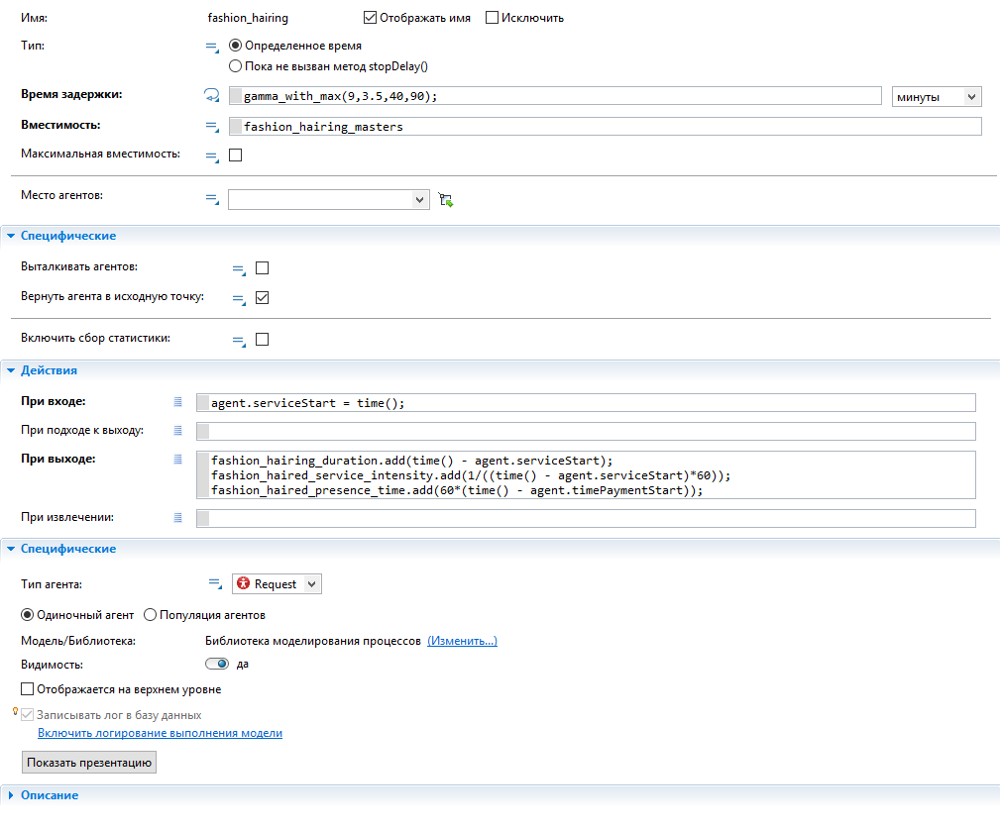 Имя: fashion_hairing Отображать имя Исключить
Тип: Определенное время
Пока не вызван метод stopDelay()
Время задержки: gamma_with_max(9,3.5,40,90); минуты
Вместимость: fashion_hairing_masters
Максимальная вместимость:
Место агентов:
Специфические
Выталкивать агентов:
Вернуть агента в исходную точку:
Включить сбор статистики:
Действия
При входе: agent.serviceStart = time();
При подходе к выходу:
При выходе: fashion_hairing_duration.add(time() - agent.serviceStart);
fashion_haired_service_intensity.add(1/((time() - agent.serviceStart)*60));
fashion_haired_presence_time.add(60*(time() - agent.timePaymentStart));
При извлечении:
Специфические
Тип агента: Request
Одиночный агент Популяция агентов
Модель/Библиотека: Библиотека моделирования процессов (Изменить...)
Видимость: да
Отображается на верхнем уровне
Записывать лог в базу данных
Включить логирование выполнения модели
Показать презентацию
Описание